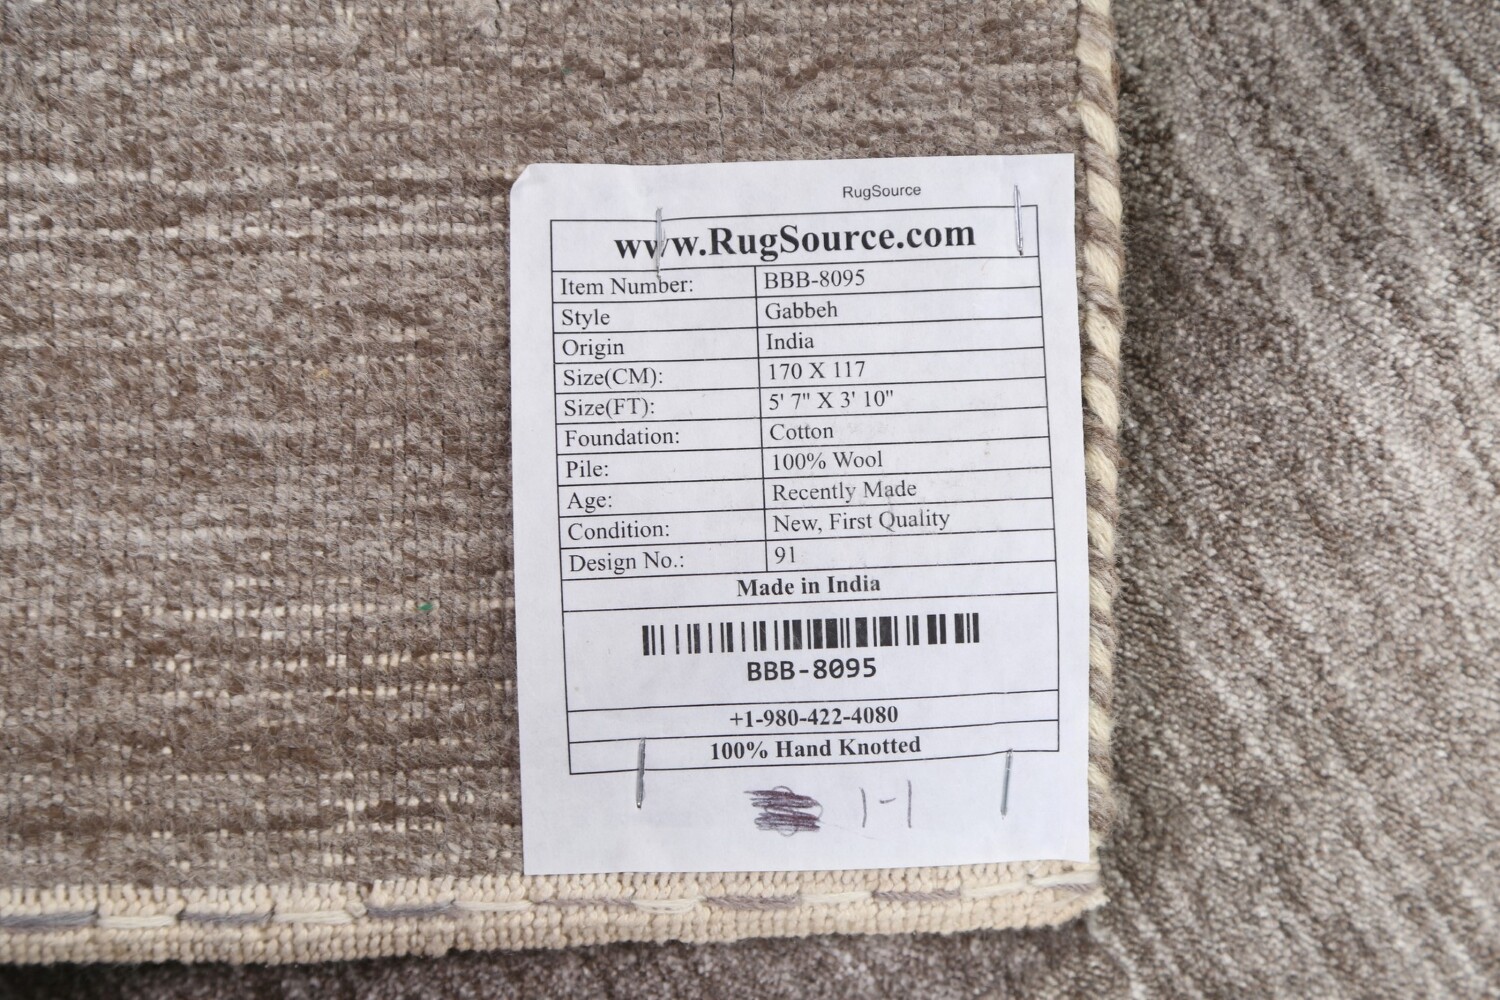 RugSource
www.RugSource.com
Item Number: BBB-8095
Style Gabbeh
Origin India
Size(CM): 170 X 117
Size(FT): 5' 7" X 3' 10"
Foundation: Cotton
Pile: 100% Wool
Age: Recently Made
Condition: New, First Quality
Design No.: 91
Made in India
BBB-8095
+1-980-422-4080
100% Hand Knotted
1-1